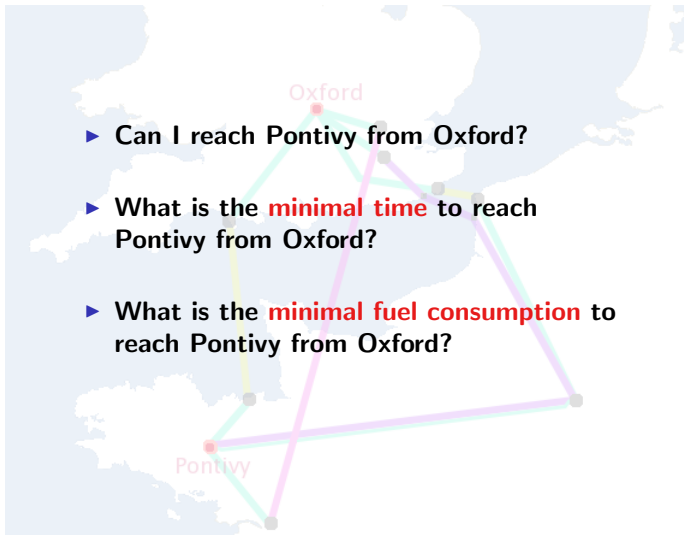 Oxford
Can I reach Pontivy from Oxford?
What is the minimal time to reach
Pontivy from Oxford?
What is the minimal fuel consumption to
reach Pontivy from Oxford?
Pontivy